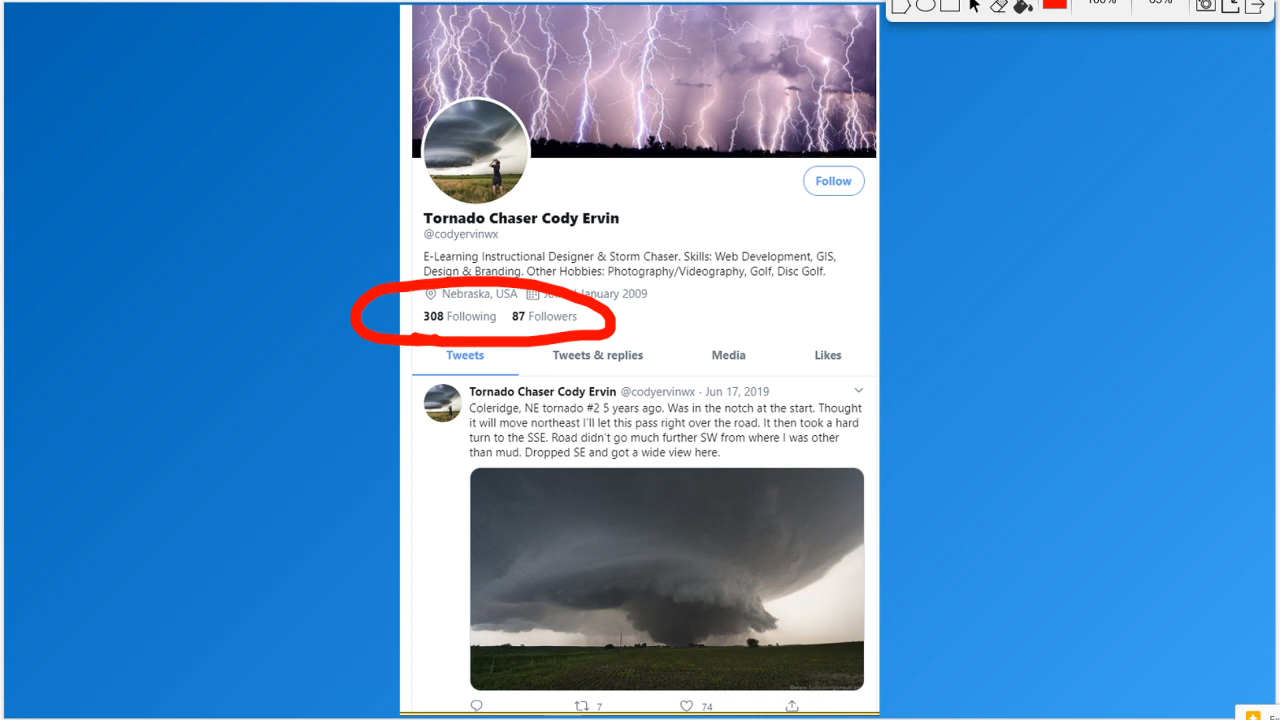 100%
Follow
Tornado Chaser Cody Ervin
@codyervinwx
E-Learning Instructional Designer & Storm Chaser. Skills: Web Development, GIS,
Design & Branding. Other Hobbies: Photography/Videography, Golf, Disc Golf.
Nebraska, USA January 2009
308 Following 87 Followers
Tweets Tweets & replies Media Likes
Tornado Chaser Cody Ervin @codyervinwx · Jun 17, 2019
Coleridge, NE tornado #2 5 years ago. Was in the notch at the start. Thought
it will move northeast I'll let this pass right over the road. It then took a hard
turn to the SSE. Road didn't go much further SW from where I was other
than mud. Dropped SE and got a wide view here.
7 74